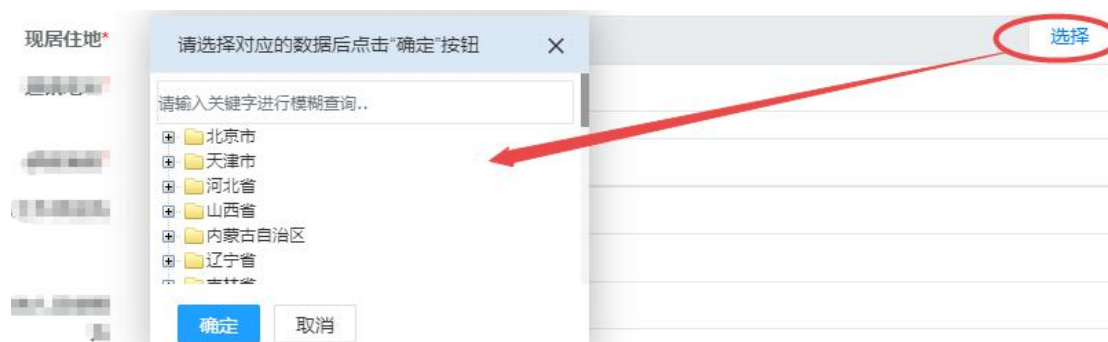 现居住地*
请选择对应的数据后点击“确定”按钮
选择
请输入关键字进行模糊查询..
北京市
天津市
河北省
山西省
内蒙古自治区
辽宁省
吉林省
确定 取消